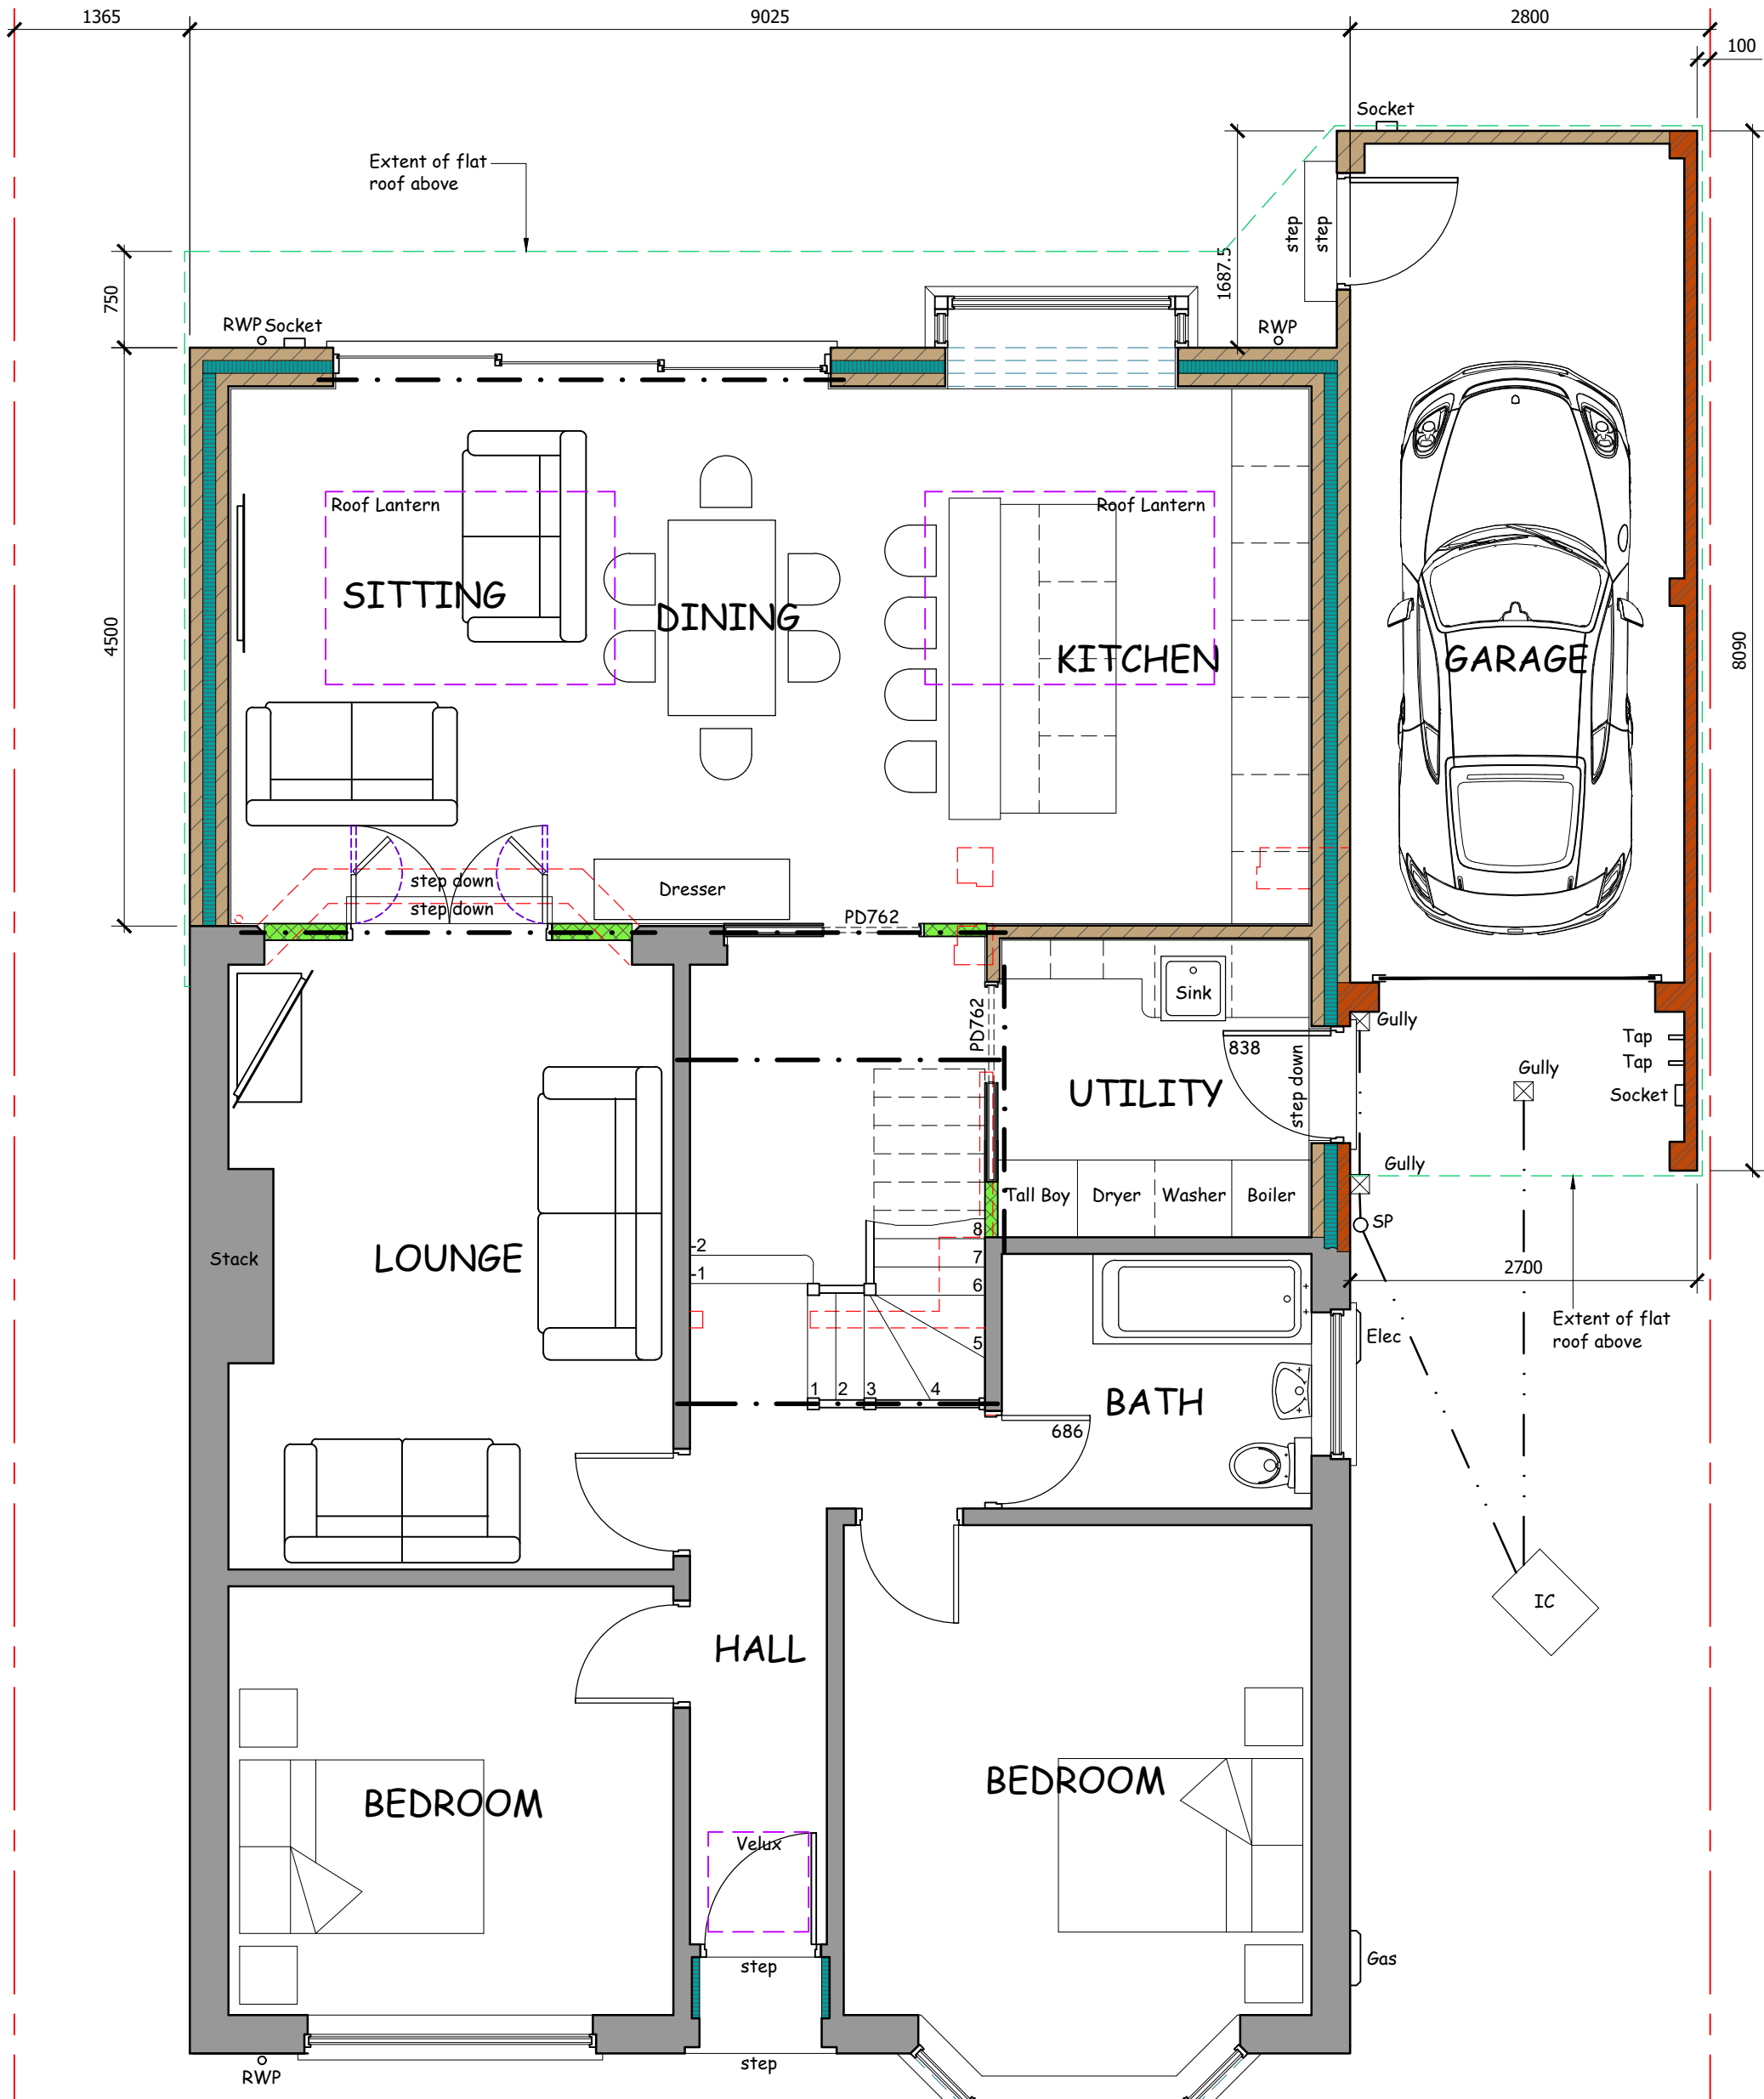 1365
9025
2800
100
Socket
Extent of flat
roof above
step
step
1687.5
750
RWP
Socket
RWP
Roof Lantern
Roof Lantern
SITTING
DINING
KITCHEN
GARAGE
4500
8090
step down
step down
Dresser
PD762
PD762
Sink
Gully
Tap
Tap
Socket
Gully
838
step down
UTILITY
Gully
Tall Boy
Dryer
Washer
Boiler
SP
Stack
LOUNGE
2
1
8
7
6
5
4
1
2
3
2700
Extent of flat
roof above
Elec
BATH
686
IC
HALL
BEDROOM
BEDROOM
Velux
step
Gas
step
RWP